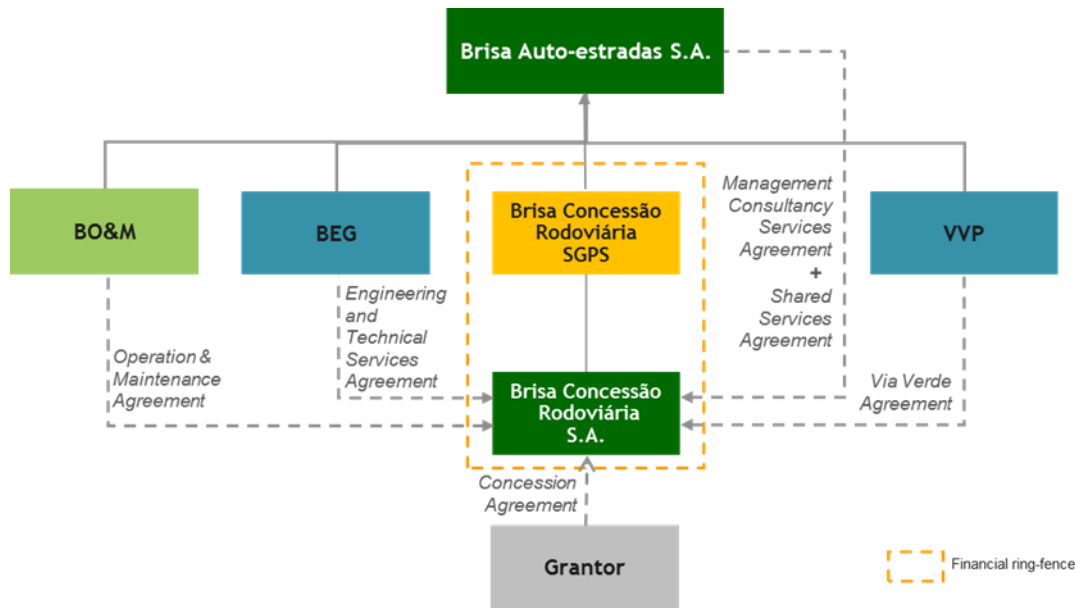 Brisa Auto-estradas S.A.
BO&M
BEG
Brisa Concessão
Rodoviária
SGPS
Management
Consultancy
Services
Agreement
+
Shared
Services
Agreement
VVP
Engineering
and
Technical
Services
Agreement
Operation &
Maintenance
Agreement
Brisa Concessão
Rodoviária
S.A.
Via Verde
Agreement
Concession
Agreement
Grantor
Financial ring-fence